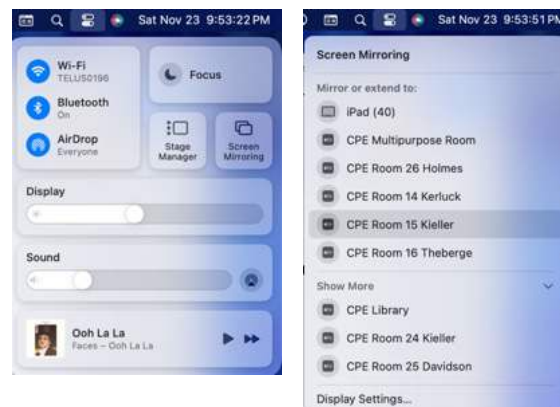 Sat Nov 23 9:53:22 PM
Wi-Fi
TELUS0196
Bluetooth
On
AirDrop
Everyone
Focus
Stage
Manager
Screen
Mirroring
Display
Sound
Ooh La La
Faces – Ooh La La
Sat Nov 23 9:53:51 PM
Screen Mirroring
Mirror or extend to:
iPad (40)
CPE Multipurpose Room
CPE Room 26 Holmes
CPE Room 14 Kerluck
CPE Room 15 Kieller
CPE Room 16 Theberge
Show More
CPE Library
CPE Room 24 Kieller
CPE Room 25 Davidson
Display Settings...